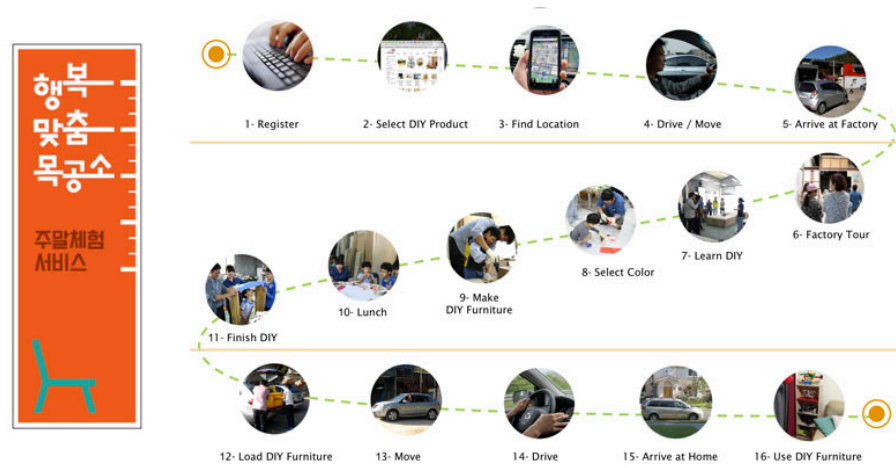 행복
맞춤
목공소
주말체험
서비스
1- Register
2- Select DIY Product
3- Find Location
4- Drive / Move
5- Arrive at Factory
6- Factory Tour
7- Learn DIY
8- Select Color
9- Make
DIY Furniture
10- Lunch
11- Finish DIY
12- Load DIY Furniture
13- Move
14- Drive
15- Arrive at Home
16- Use DIY Furniture